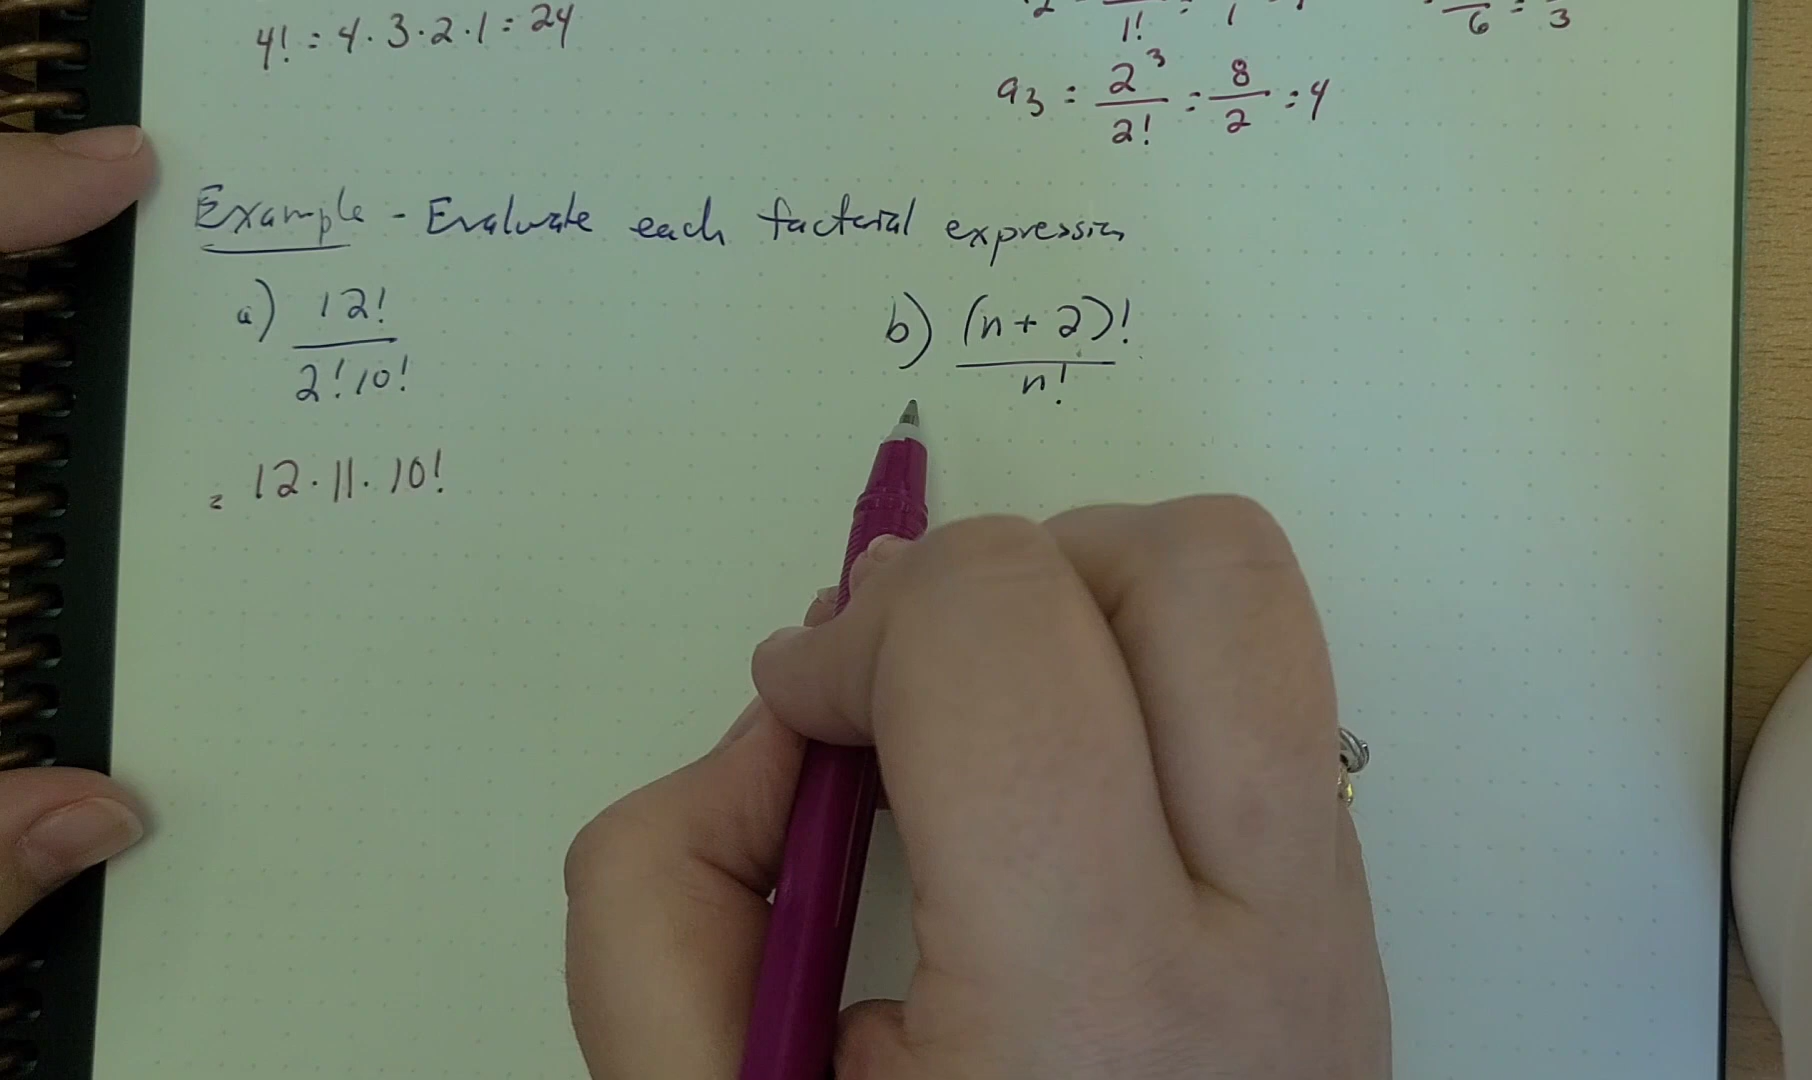 4! = 4 · 3 · 2 · 1 = 24
1! 1 6 = 3
a3 = 2^3 / 2! = 8 / 2 = 4
Example - Evaluate each factorial expression
a) 12! / 2! 10!
b) (n + 2)! / n!
= 12 · 11 · 10!